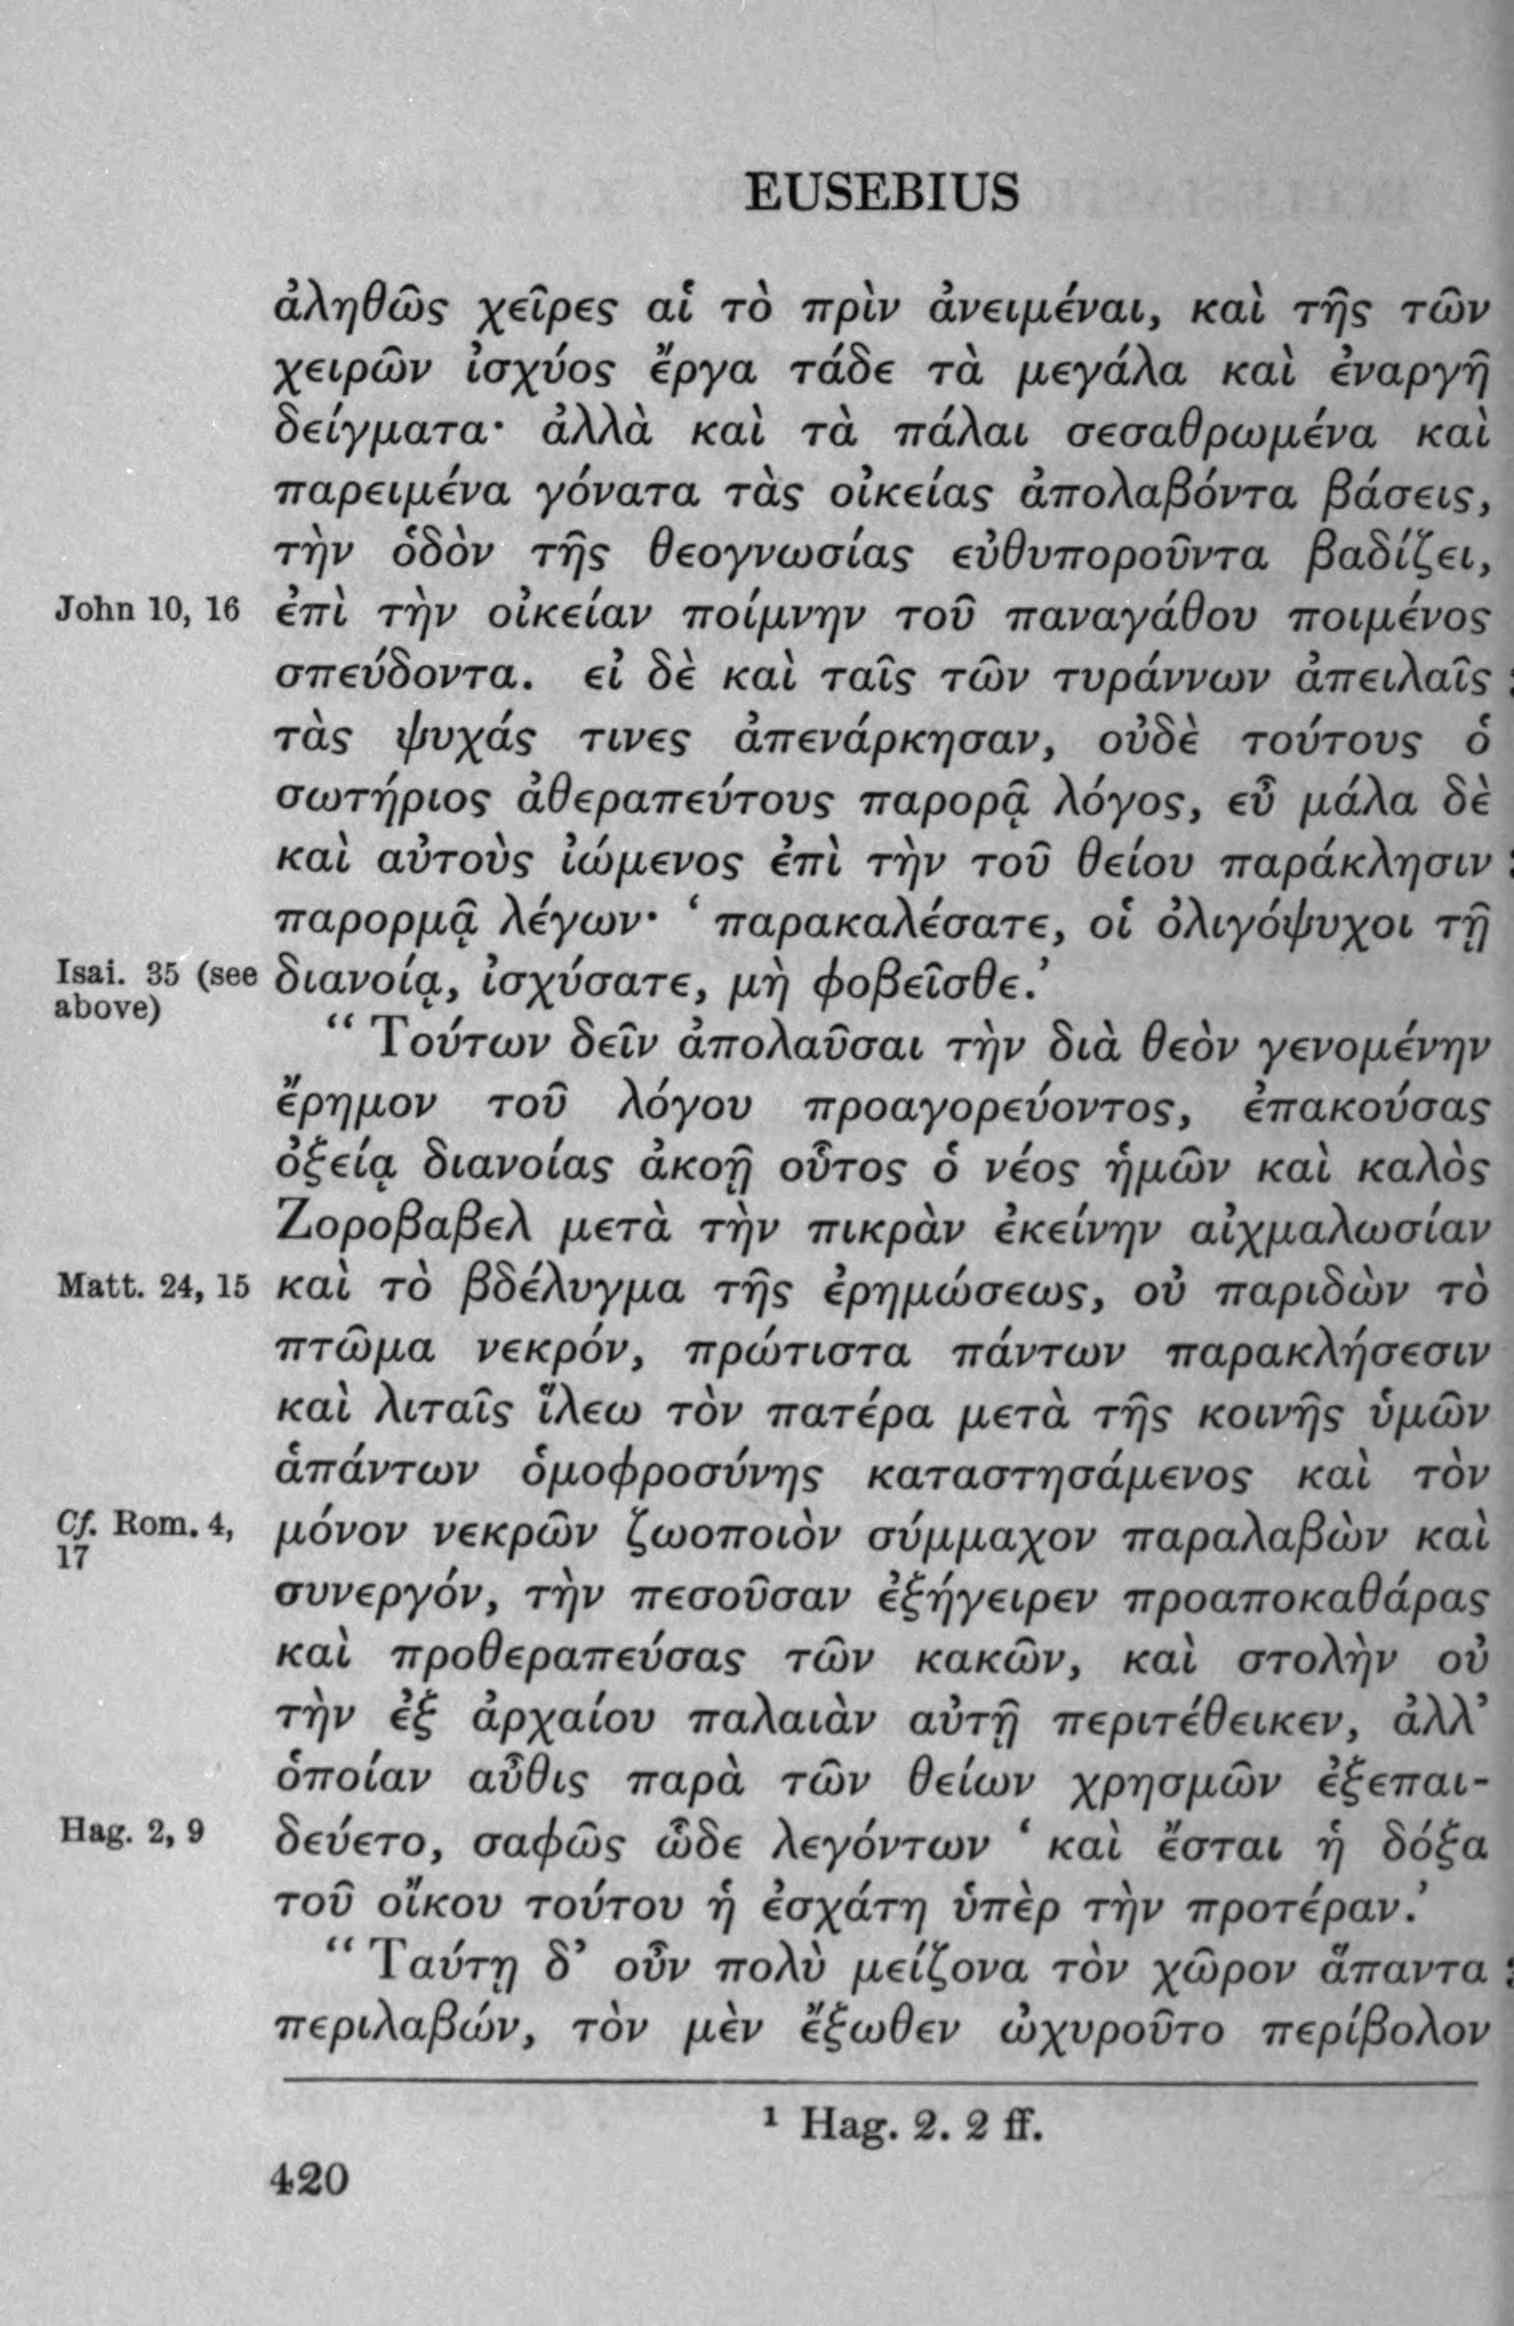 EUSEBIUS
ἀληθῶς χεῖρες αἱ τὸ πρὶν ἀνειμέναι, καὶ τῆς τῶν
χειρῶν ἰσχύος ἔργα τάδε τὰ μεγάλα καὶ ἐναργῆ
δείγματα· ἀλλὰ καὶ τὰ πάλαι σεσαθρωμένα καὶ
παρειμένα γόνατα τὰς οἰκείας ἀπολαβόντα βάσεις,
τὴν ὁδὸν τῆς θεογνωσίας εὐθυποροῦντα βαδίζει,
John 10, 16 ἐπὶ τὴν οἰκείαν ποίμνην τοῦ παναγάθου ποιμένος
σπεύδοντα. εἰ δὲ καὶ ταῖς τῶν τυράννων ἀπειλαῖς
τὰς ψυχάς τινες ἀπενάρκησαν, οὐδὲ τούτους ὁ
σωτήριος ἀθεραπεύτους παρορᾷ λόγος, εὖ μάλα δὲ
καὶ αὐτοὺς ἰώμενος ἐπὶ τὴν τοῦ θείου παράκλησιν
παρορμᾷ λέγων· ‘παρακαλέσατε, οἱ ὀλιγόψυχοι τῇ
Isai. 35 (see above) διανοίᾳ, ἰσχύσατε, μὴ φοβεῖσθε.’
“Τούτων δεῖν ἀπολαῦσαι τὴν διὰ θεὸν γενομένην
ἔρημον τοῦ λόγου προαγορεύοντος, ἐπακούσας
ὀξείᾳ διανοίας ἀκοῇ οὗτος ὁ νέος ἡμῶν καὶ καλὸς
Ζοροβαβελ μετὰ τὴν πικρὰν ἐκείνην αἰχμαλωσίαν
Matt. 24, 15 καὶ τὸ βδέλυγμα τῆς ἐρημώσεως, οὐ παριδὼν τὸ
πτῶμα νεκρόν, πρώτιστα πάντων παρακλήσεσιν
καὶ λιταῖς ἵλεω τὸν πατέρα μετὰ τῆς κοινῆς ὑμῶν
ἁπάντων ὁμοφροσύνης καταστησάμενος καὶ τὸν
Cf. Rom. 4, 17 μόνον νεκρῶν ζωοποιὸν σύμμαχον παραλαβὼν καὶ
συνεργόν, τὴν πεσοῦσαν ἐξήγειρεν προαποκαθάρας
καὶ προθεραπεύσας τῶν κακῶν, καὶ στολὴν οὐ
τὴν ἐξ ἀρχαίου παλαιὰν αὐτῇ περιτέθεικεν, ἀλλ’
ὁποίαν αὖθις παρὰ τῶν θείων χρησμῶν ἐξεπαι-
Hag. 2, 9 δεύετο, σαφῶς ὧδε λεγόντων ‘καὶ ἔσται ἡ δόξα
τοῦ οἴκου τούτου ἡ ἐσχάτη ὑπὲρ τὴν προτέραν.’
“Ταύτῃ δ’ οὖν πολὺ μείζονα τὸν χῶρον ἅπαντα
περιλαβών, τὸν μὲν ἔξωθεν ὠχυροῦτο περίβολον
¹ Hag. 2. 2 ff.
420